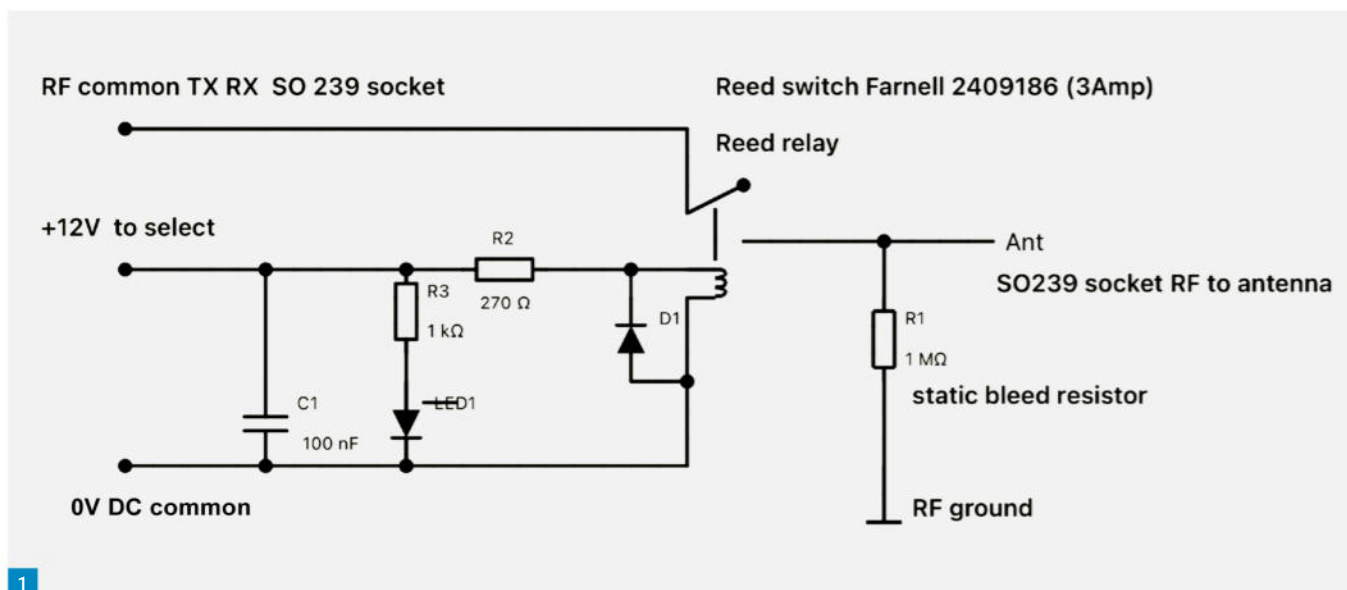 RF common TX RX SO 239 socket
Reed switch Farnell 2409186 (3Amp)
Reed relay
+12V to select
R2
270 Ω
R3
1 kΩ
D1
Ant
SO239 socket RF to antenna
R1
1 MΩ
static bleed resistor
C1
100 nF
LED1
0V DC common
RF ground
1